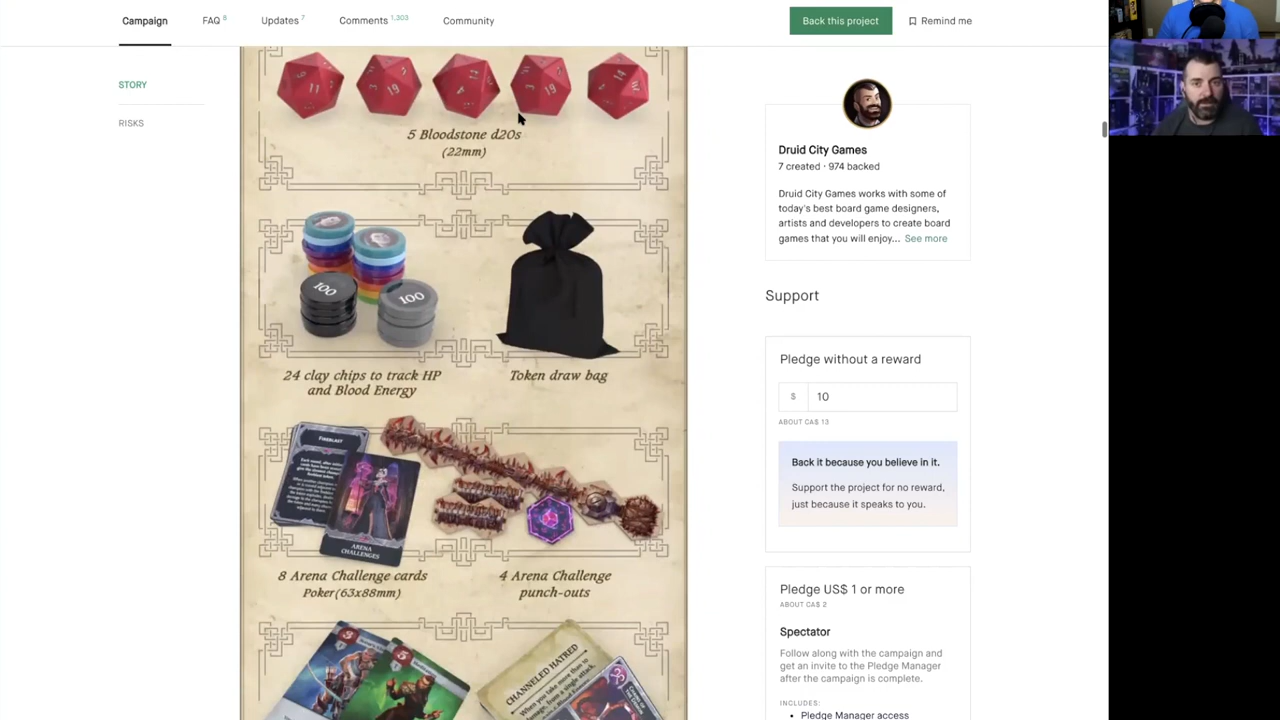 Campaign
FAQ 8
Updates 7
Comments 1,303
Community
Back this project
Remind me
STORY
RISKS
5 Bloodstone d20s
(22mm)
100
100
24 clay chips to track HP
and Blood Energy
Token draw bag
FIREBLAST
ARENA
CHALLENGES
8 Arena Challenge cards
Poker(63x88mm)
4 Arena Challenge
punch-outs
CHANNELED HATRED
Druid City Games
7 created · 974 backed
Druid City Games works with some of
today's best board game designers,
artists and developers to create board
games that you will enjoy... See more
Support
Pledge without a reward
$ 10
ABOUT CA$ 13
Back it because you believe in it.
Support the project for no reward,
just because it speaks to you.
Pledge US$ 1 or more
ABOUT CA$ 2
Spectator
Follow along with the campaign and
get an invite to the Pledge Manager
after the campaign is complete.
INCLUDES:
• Pledge Manager access